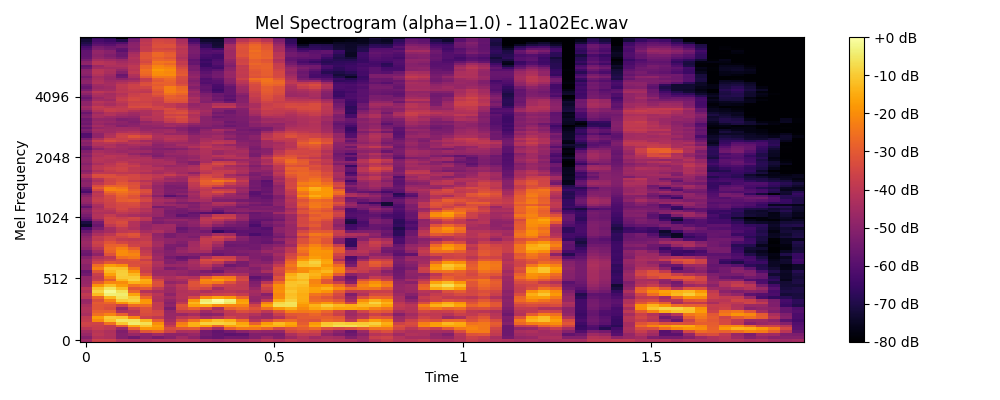 Mel Spectrogram (alpha=1.0) - 11a02Ec.wav
Mel Frequency
4096
2048
1024
512
0
0
0.5
1
1.5
Time
+0 dB
-10 dB
-20 dB
-30 dB
-40 dB
-50 dB
-60 dB
-70 dB
-80 dB